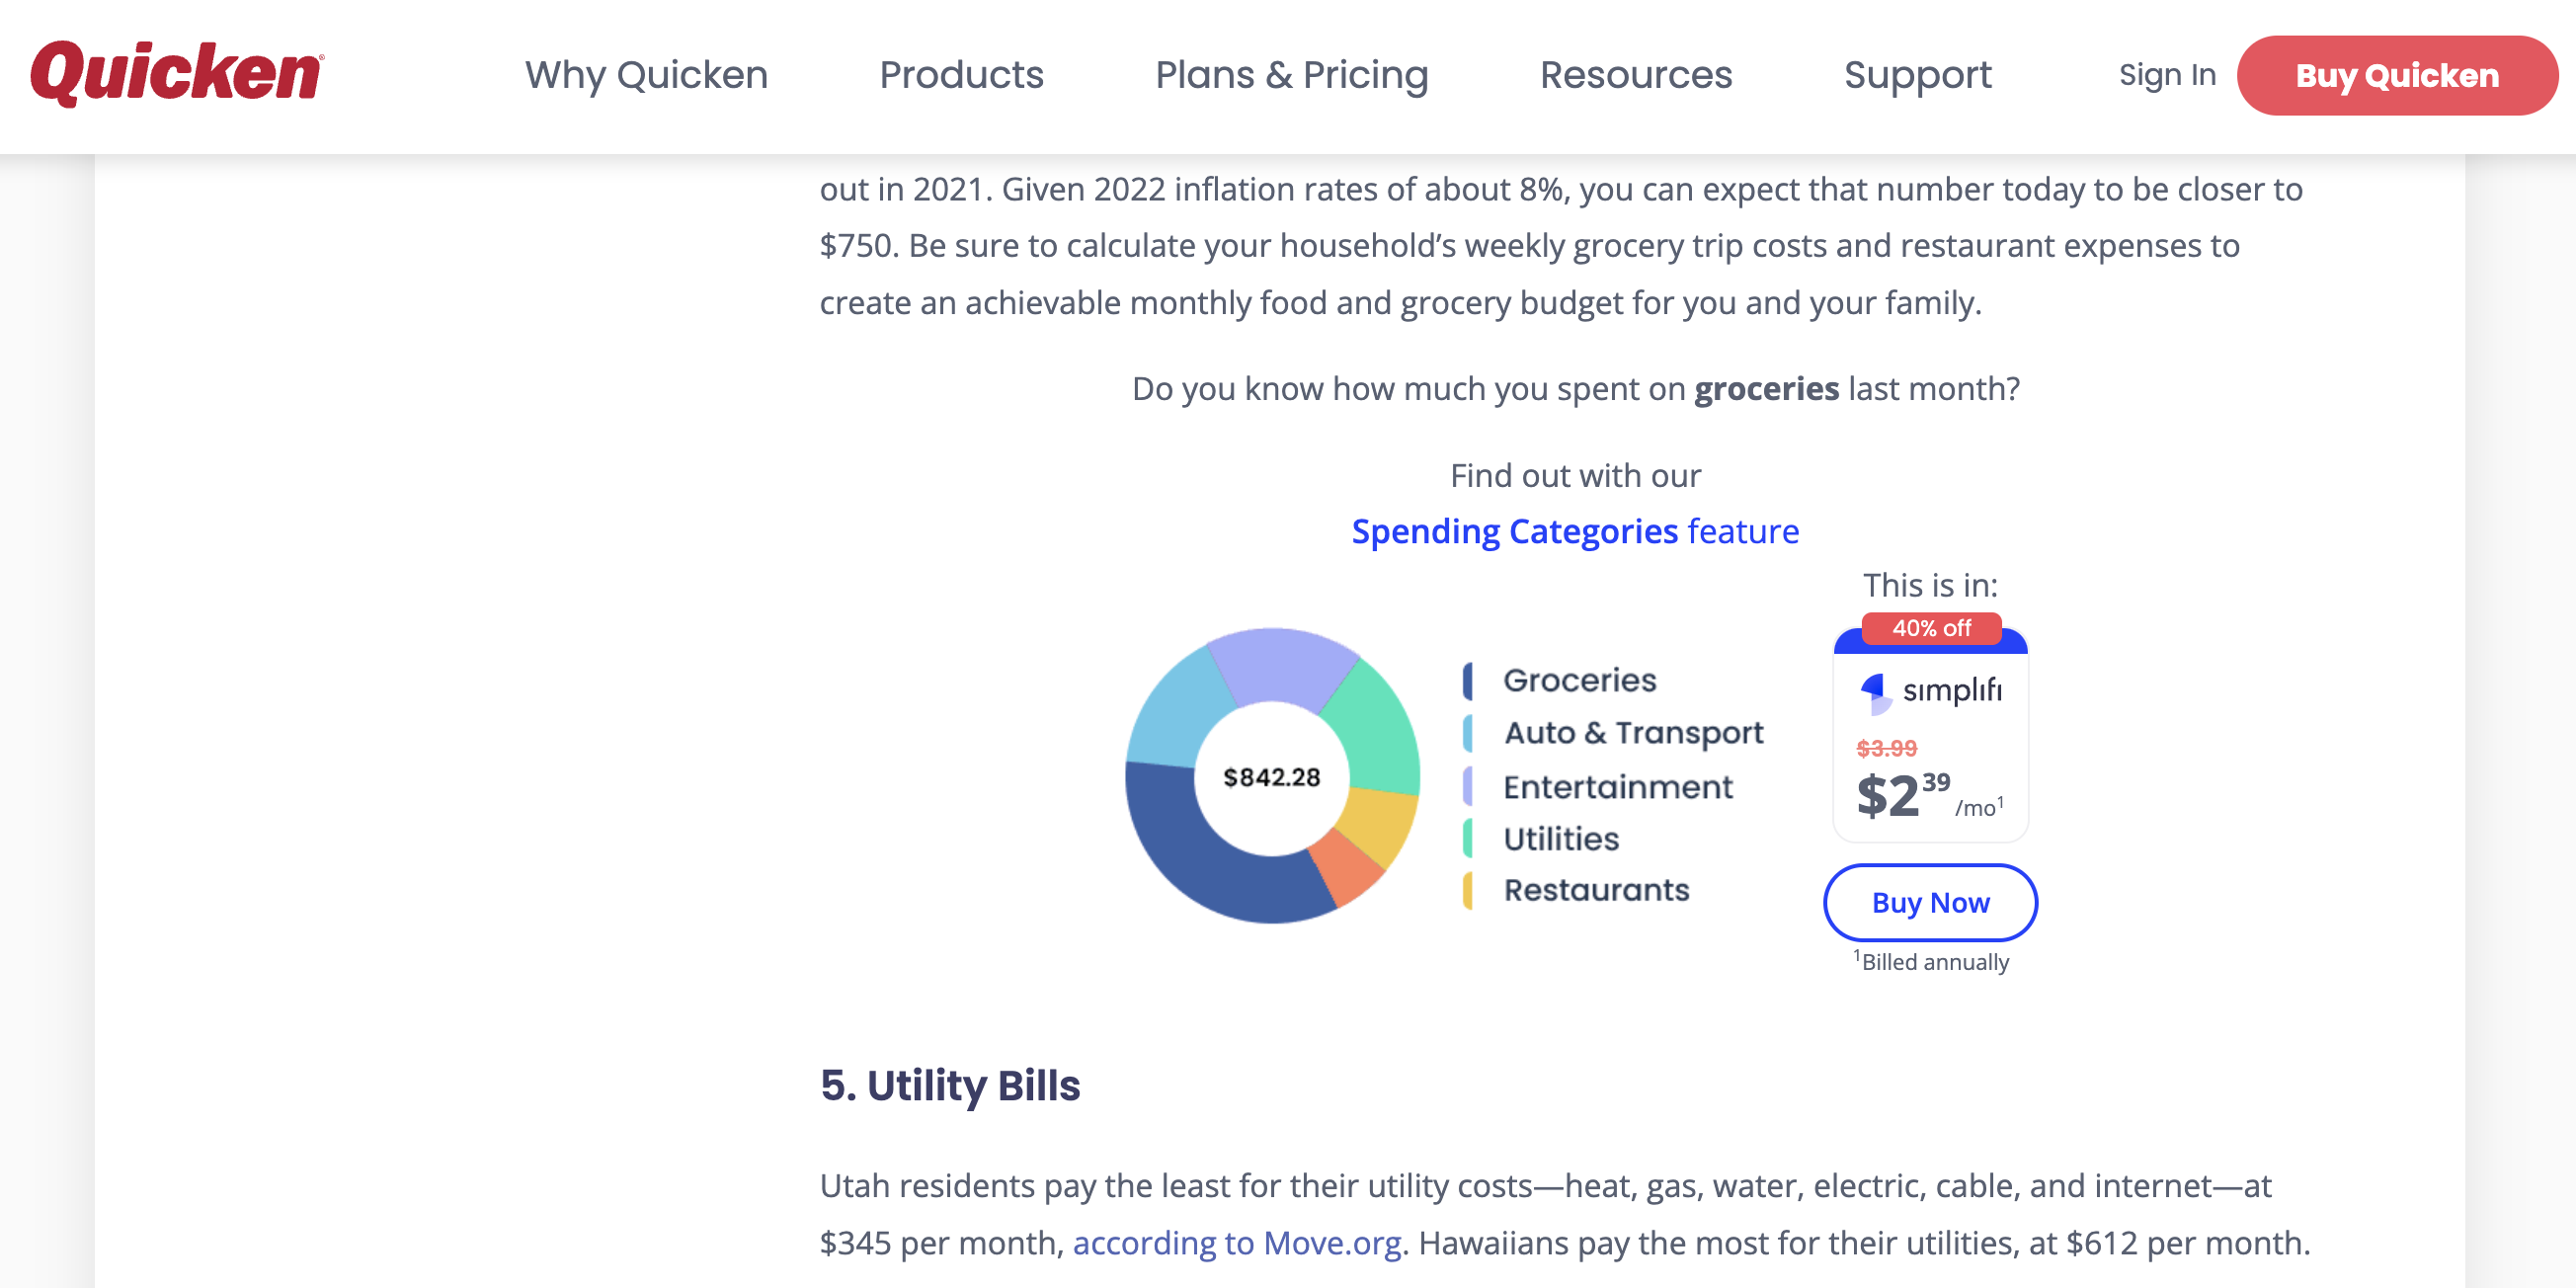 Quicken
Why Quicken
Products
Plans & Pricing
Resources
Support
Sign In
Buy Quicken
out in 2021. Given 2022 inflation rates of about 8%, you can expect that number today to be closer to
$750. Be sure to calculate your household’s weekly grocery trip costs and restaurant expenses to
create an achievable monthly food and grocery budget for you and your family.
Do you know how much you spent on groceries last month?
Find out with our
Spending Categories feature
$842.28
Groceries
Auto & Transport
Entertainment
Utilities
Restaurants
This is in:
40% off
sımplıfı
$3.99
$2 39 /mo1
Buy Now
1Billed annually
5. Utility Bills
Utah residents pay the least for their utility costs—heat, gas, water, electric, cable, and internet—at
$345 per month, according to Move.org. Hawaiians pay the most for their utilities, at $612 per month.